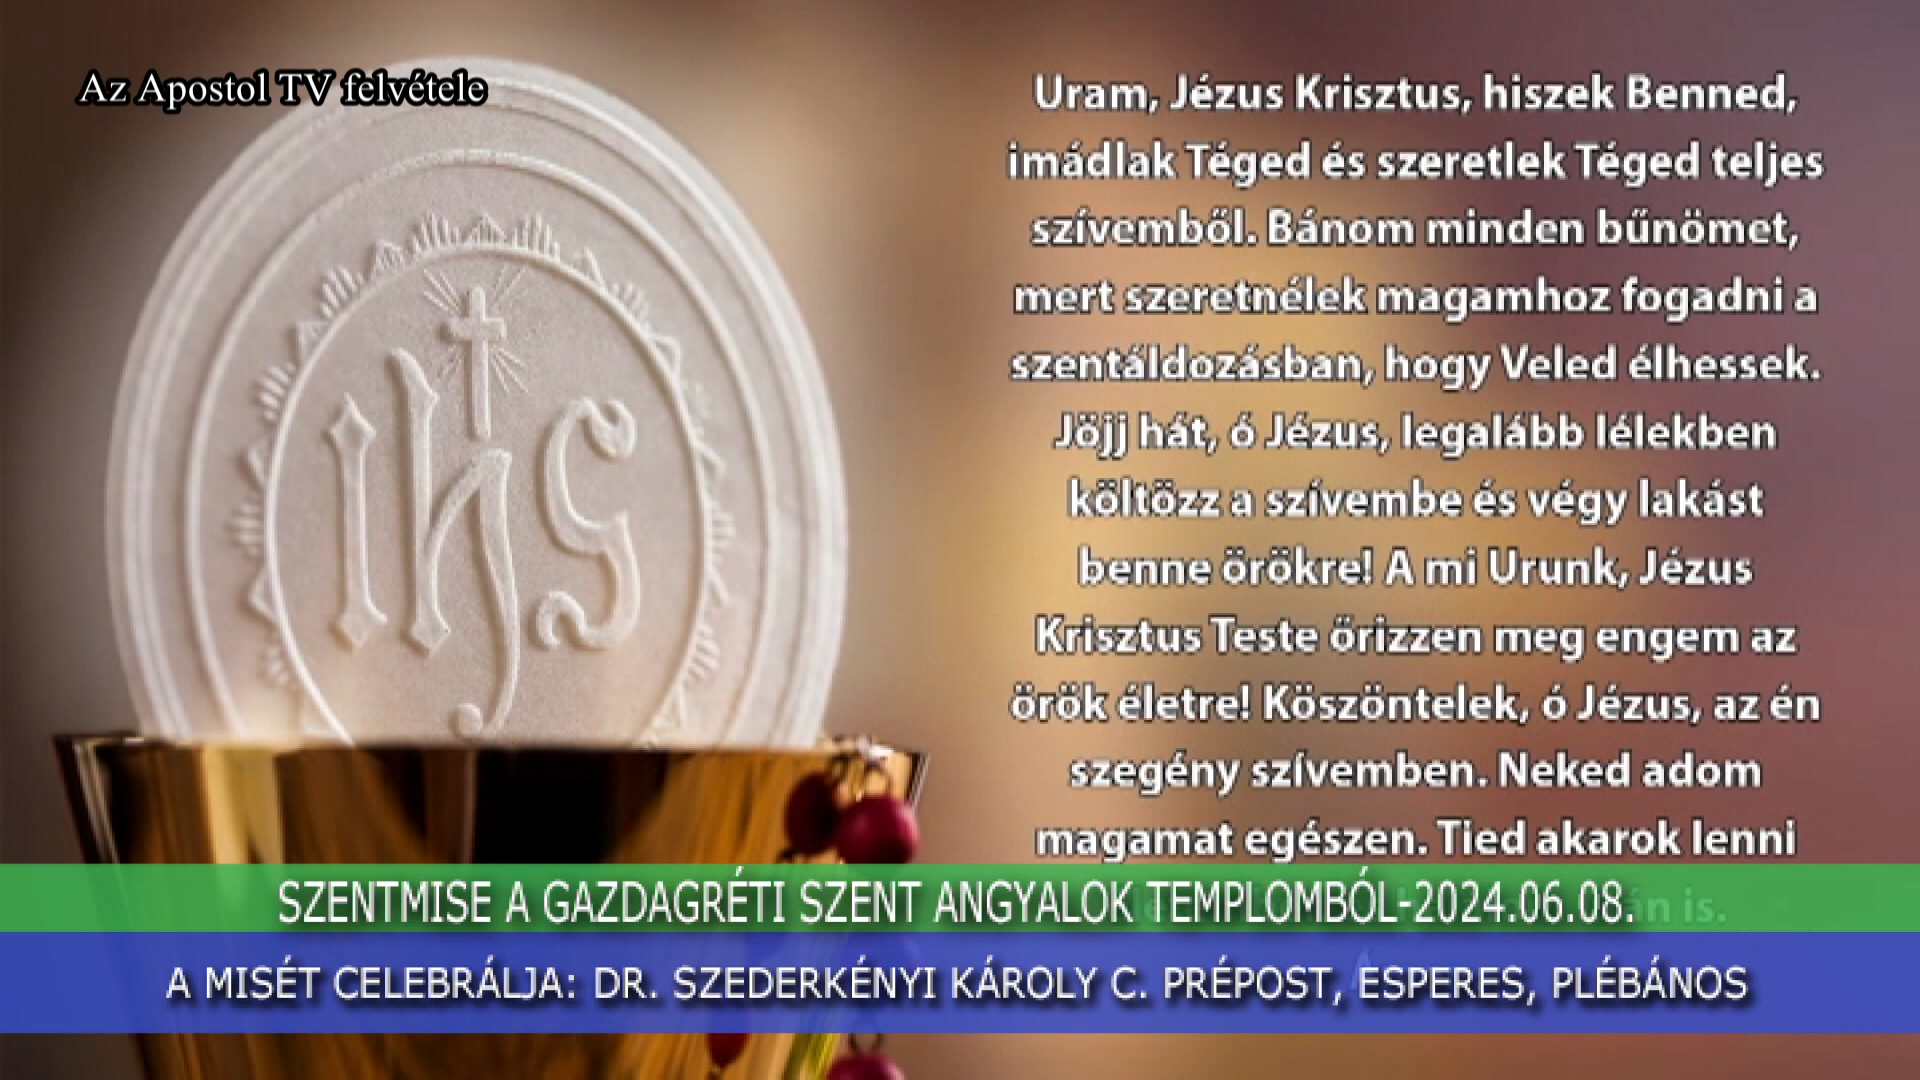 Az Apostol TV felvétele
Uram, Jézus Krisztus, hiszek Benned,
imádlak Téged és szeretlek Téged teljes
szívemből. Bánom minden bűnömet,
mert szeretnélek magamhoz fogadni a
szentáldozásban, hogy Veled élhessek.
Jöjj hát, ó Jézus, legalább lélekben
költözz a szívembe és végy lakást
benne örökre! A mi Urunk, Jézus
Krisztus Teste őrizzen meg engem az
örök életre! Köszöntelek, ó Jézus, az én
szegény szívemben. Neked adom
magamat egészen. Tied akarok lenni
is.
ihs
SZENTMISE A GAZDAGRÉTI SZENT ANGYALOK TEMPLOMBÓL-2024.06.08.
A MISÉT CELEBRÁLJA: DR. SZEDERKÉNYI KÁROLY C. PRÉPOST, ESPERES, PLÉBÁNOS